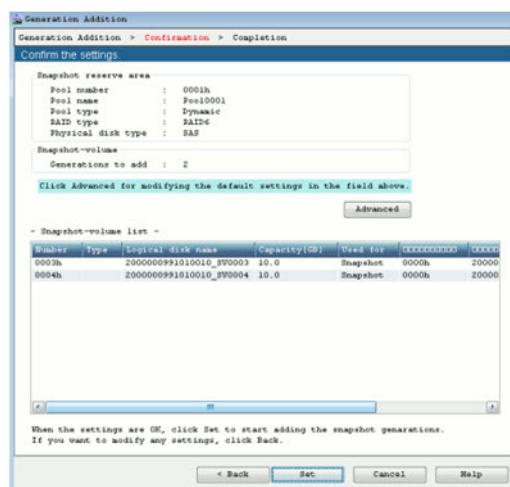 Generation Addition
Generation Addition > Confirmation > Completion
Confirm the settings.
Snapshot reserve area
Pool number : 0001h
Pool name : Pool0001
Pool type : Dynamic
RAID type : RAID6
Physical disk type : SAS
Snapshot-volume
Generations to add : 2
Click Advanced for modifying the default settings in the field above.
Advanced
- Snapshot-volume list -
Number Type Logical disk name Capacity[GB] Used for □□□□□□□□□□ □□□□□
0003h 2000000991010010_SV0003 10.0 Snapshot 0000h 20000
0004h 2000000991010010_SV0004 10.0 Snapshot 0000h 20000
When the settings are OK, click Set to start adding the snapshot genarations.
If you want to modify any settings, click Back.
< Back Set Cancel Help